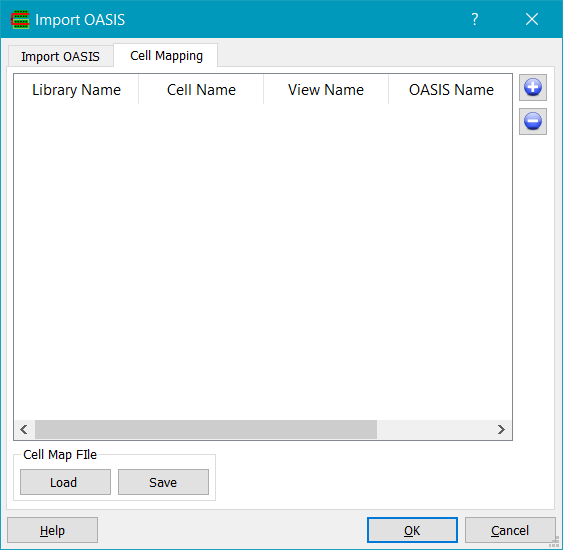 Import OASIS
?
Import OASIS Cell Mapping
Library Name Cell Name View Name OASIS Name
Cell Map FIle
Load Save
Help OK Cancel